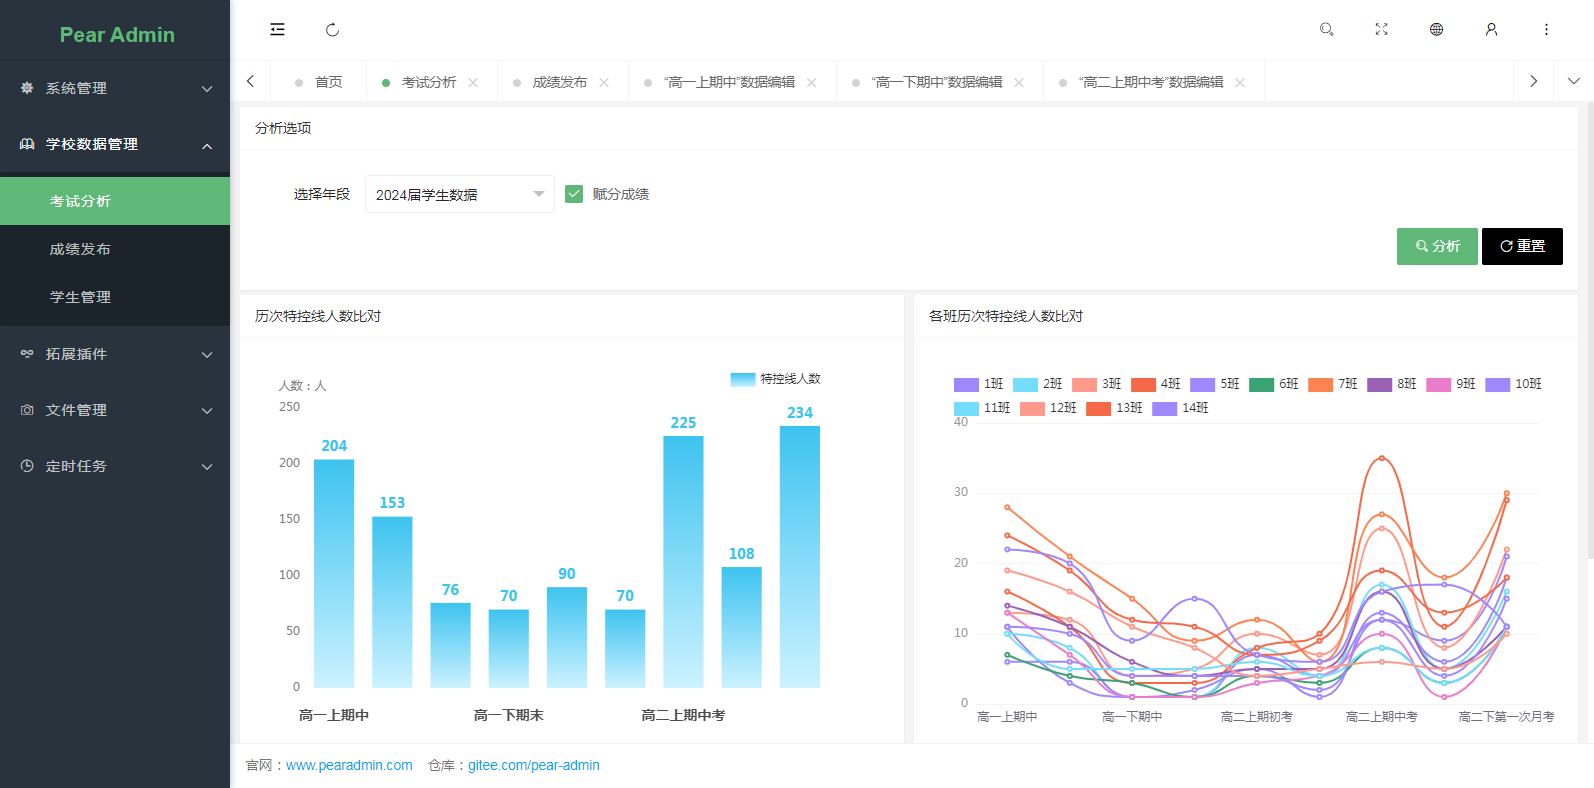 Pear Admin
系统管理
学校数据管理
考试分析
成绩发布
学生管理
拓展插件
文件管理
定时任务
首页 考试分析 成绩发布 “高一上期中”数据编辑 “高一下期中”数据编辑 “高二上期中考”数据编辑
分析选项
选择年段 2024届学生数据 赋分成绩
分析 重置
历次特控线人数比对
人数：人
特控线人数
250
200
150
100
50
0
204
153
76
70
90
70
225
108
234
高一上期中 高一下期末 高二上期中考
各班历次特控线人数比对
1班 2班 3班 4班 5班 6班 7班 8班 9班 10班
11班 12班 13班 14班
40
30
20
10
0
高一上期中 高一下期中 高二上期初考 高二上期中考 高二下第一次月考
官网：www.pearadmin.com 仓库：gitee.com/pear-admin